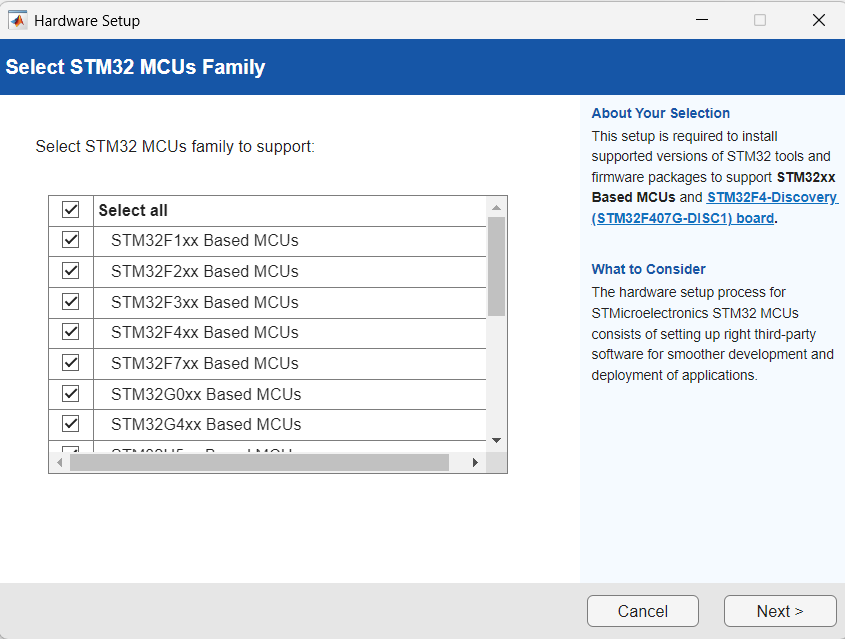 Hardware Setup
Select STM32 MCUs Family
Select STM32 MCUs family to support:
Select all
STM32F1xx Based MCUs
STM32F2xx Based MCUs
STM32F3xx Based MCUs
STM32F4xx Based MCUs
STM32F7xx Based MCUs
STM32G0xx Based MCUs
STM32G4xx Based MCUs
About Your Selection
This setup is required to install
supported versions of STM32 tools and
firmware packages to support STM32xx
Based MCUs and STM32F4-Discovery
(STM32F407G-DISC1) board.
What to Consider
The hardware setup process for
STMicroelectronics STM32 MCUs
consists of setting up right third-party
software for smoother development and
deployment of applications.
Cancel
Next >